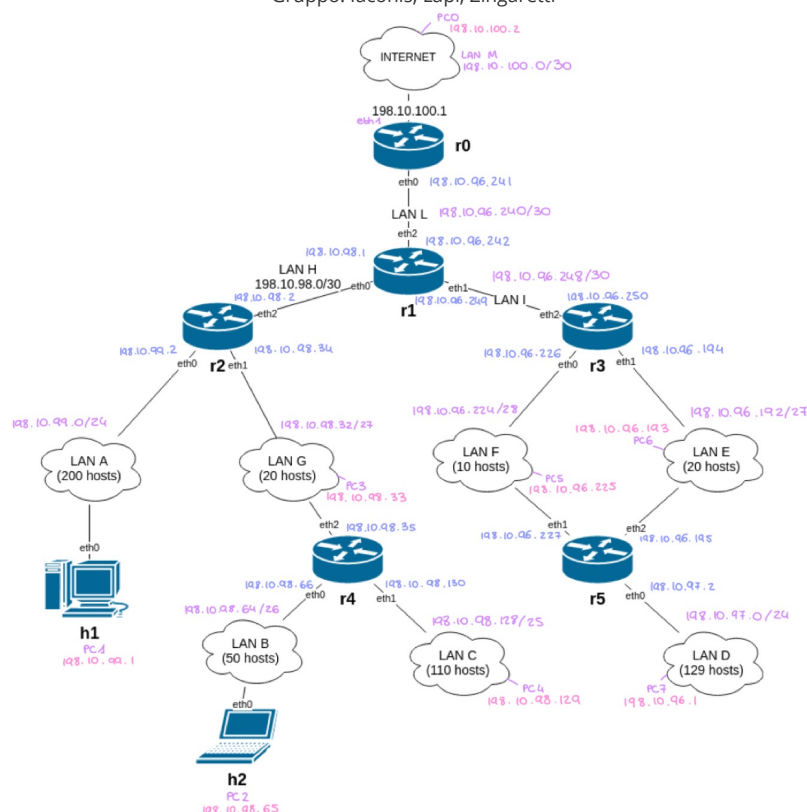 Gruppo: Iacoris, Lapi, Zingaretti
PC0
198.10.100.2
INTERNET
LAN M
198.10.100.0/30
198.10.100.1
eth1
r0
eth0
198.10.96.241
LAN L
198.10.96.240/30
eth2
198.10.96.242
198.10.98.1
LAN H
198.10.98.0/30
eth0
r1
eth1
198.10.96.249
198.10.96.248/30
LAN I
198.10.98.2
eth2
eth2
198.10.96.250
198.10.99.2
eth0
r2
eth1
198.10.98.34
198.10.96.226
eth0
r3
eth1
198.10.96.194
198.10.99.0/24
198.10.98.32/27
198.10.96.224/28
198.10.96.192/27
LAN A
(200 hosts)
LAN G
(20 hosts)
PC3
198.10.98.33
LAN F
(10 hosts)
PC5
198.10.96.225
198.10.96.193
PC6
LAN E
(20 hosts)
eth2
198.10.98.35
eth1
198.10.96.227
eth2
198.10.96.195
eth0
h1
PC1
198.10.99.1
198.10.98.66
eth0
r4
eth1
198.10.98.130
r5
eth0
198.10.97.2
198.10.98.64/26
198.10.98.128/25
198.10.97.0/24
LAN B
(50 hosts)
LAN C
(110 hosts)
PC4
198.10.98.129
LAN D
(129 hosts)
PC7
198.10.96.1
eth0
h2
PC2
198.10.98.65